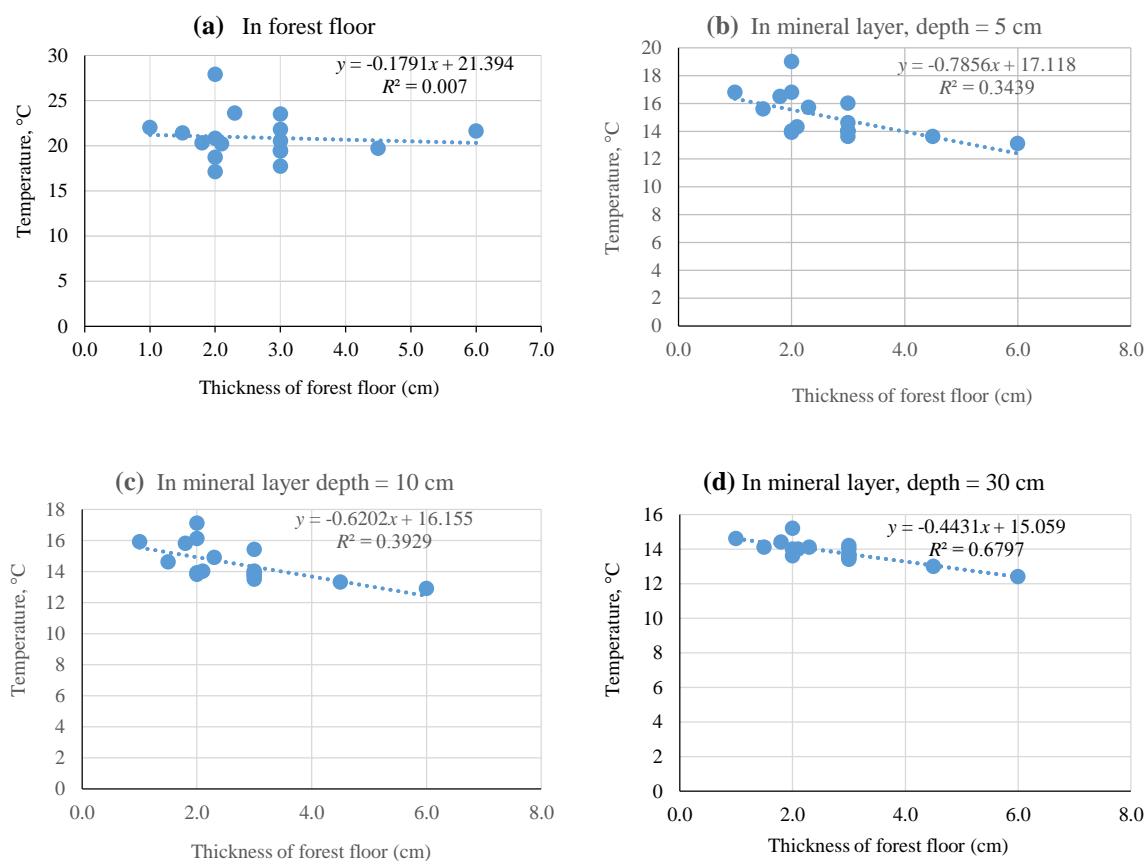 (a) In forest floor
y = -0.1791x + 21.394
R² = 0.007
30
25
20
15
10
5
0
0.0 1.0 2.0 3.0 4.0 5.0 6.0 7.0
Temperature, °C
Thickness of forest floor (cm)
(b) In mineral layer, depth = 5 cm
y = -0.7856x + 17.118
R² = 0.3439
20
18
16
14
12
10
8
6
4
2
0
0.0 2.0 4.0 6.0 8.0
Temperature, °C
Thickness of forest floor (cm)
(c) In mineral layer depth = 10 cm
y = -0.6202x + 16.155
R² = 0.3929
18
16
14
12
10
8
6
4
2
0
0.0 2.0 4.0 6.0 8.0
Temperature, °C
Thickness of forest floor (cm)
(d) In mineral layer, depth = 30 cm
y = -0.4431x + 15.059
R² = 0.6797
16
14
12
10
8
6
4
2
0
0.0 2.0 4.0 6.0 8.0
Temperature, °C
Thickness of forest floor (cm)